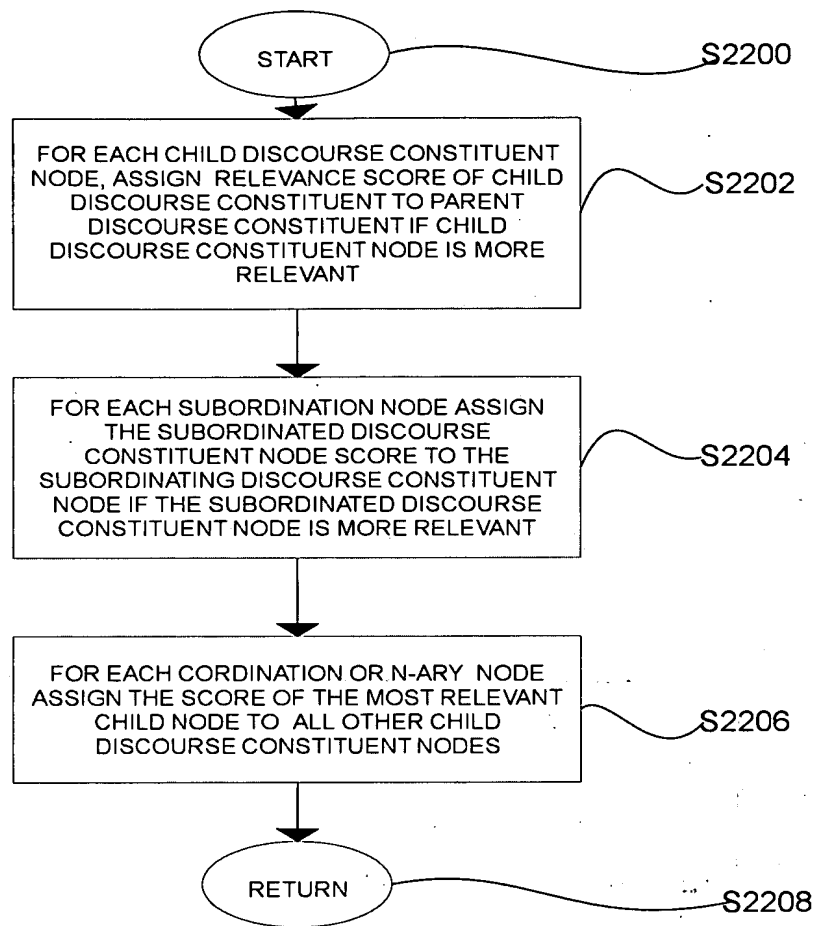 START
S2200
FOR EACH CHILD DISCOURSE CONSTITUENT
NODE, ASSIGN RELEVANCE SCORE OF CHILD
DISCOURSE CONSTITUENT TO PARENT
DISCOURSE CONSTITUENT IF CHILD
DISCOURSE CONSTITUENT NODE IS MORE
RELEVANT
S2202
FOR EACH SUBORDINATION NODE ASSIGN
THE SUBORDINATED DISCOURSE
CONSTITUENT NODE SCORE TO THE
SUBORDINATING DISCOURSE CONSTITUENT
NODE IF THE SUBORDINATED DISCOURSE
CONSTITUENT NODE IS MORE RELEVANT
S2204
FOR EACH CORDINATION OR N-ARY NODE
ASSIGN THE SCORE OF THE MOST RELEVANT
CHILD NODE TO ALL OTHER CHILD
DISCOURSE CONSTITUENT NODES
S2206
RETURN
S2208